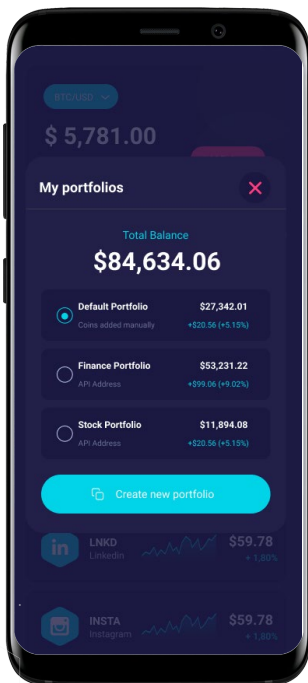 BTC/USD
$ 5,781.00
My portfolios
Total Balance
$84,634.06
Default Portfolio $27,342.01
Coins added manually +$20.56 (+5.15%)
Finance Portfolio $53,231.22
API Address +$99.06 (+9.02%)
Stock Portfolio $11,894.08
API Address +$20.56 (+5.15%)
Create new portfolio
in LNKD $59.78
Linkedin + 1,80%
INSTA $59.78
Instagram + 1,80%